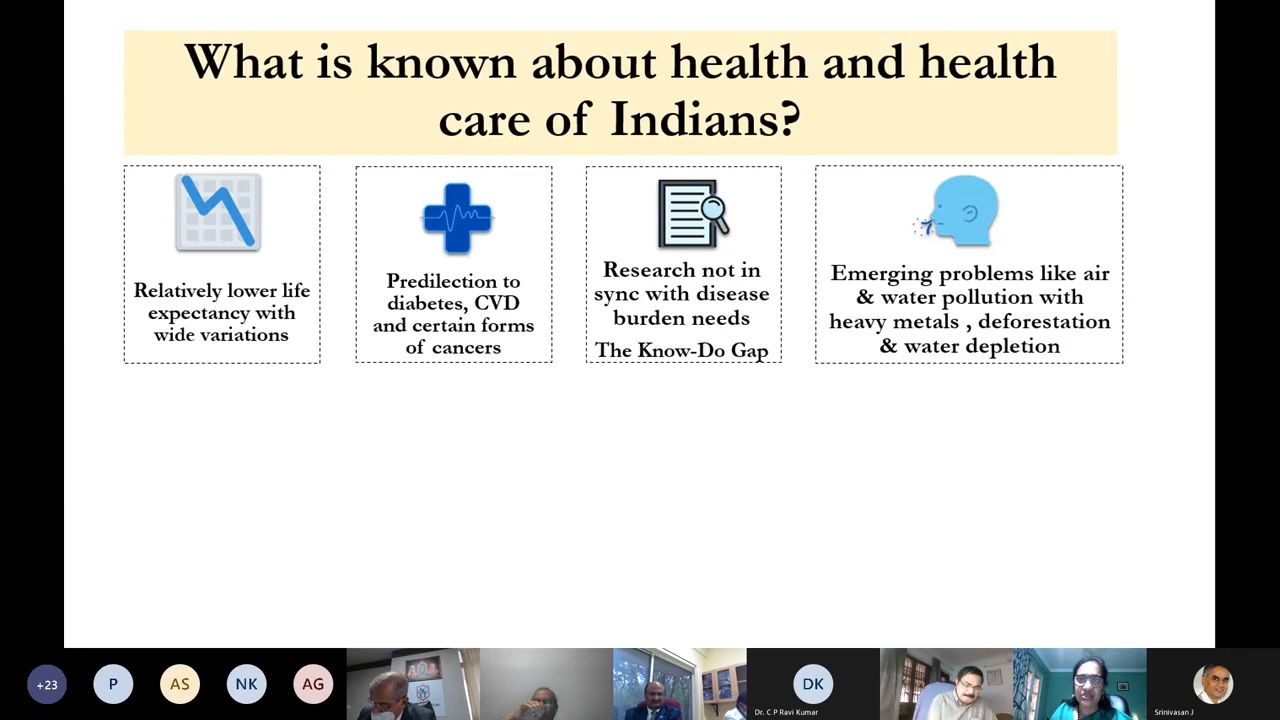 What is known about health and health
care of Indians?
Relatively lower life
expectancy with
wide variations
Predilection to
diabetes, CVD
and certain forms
of cancers
Research not in
sync with disease
burden needs
The Know-Do Gap
Emerging problems like air
& water pollution with
heavy metals , deforestation
& water depletion
+23
P
AS
NK
AG
DK
Dr. C P Ravi Kumar
Srinivasan J